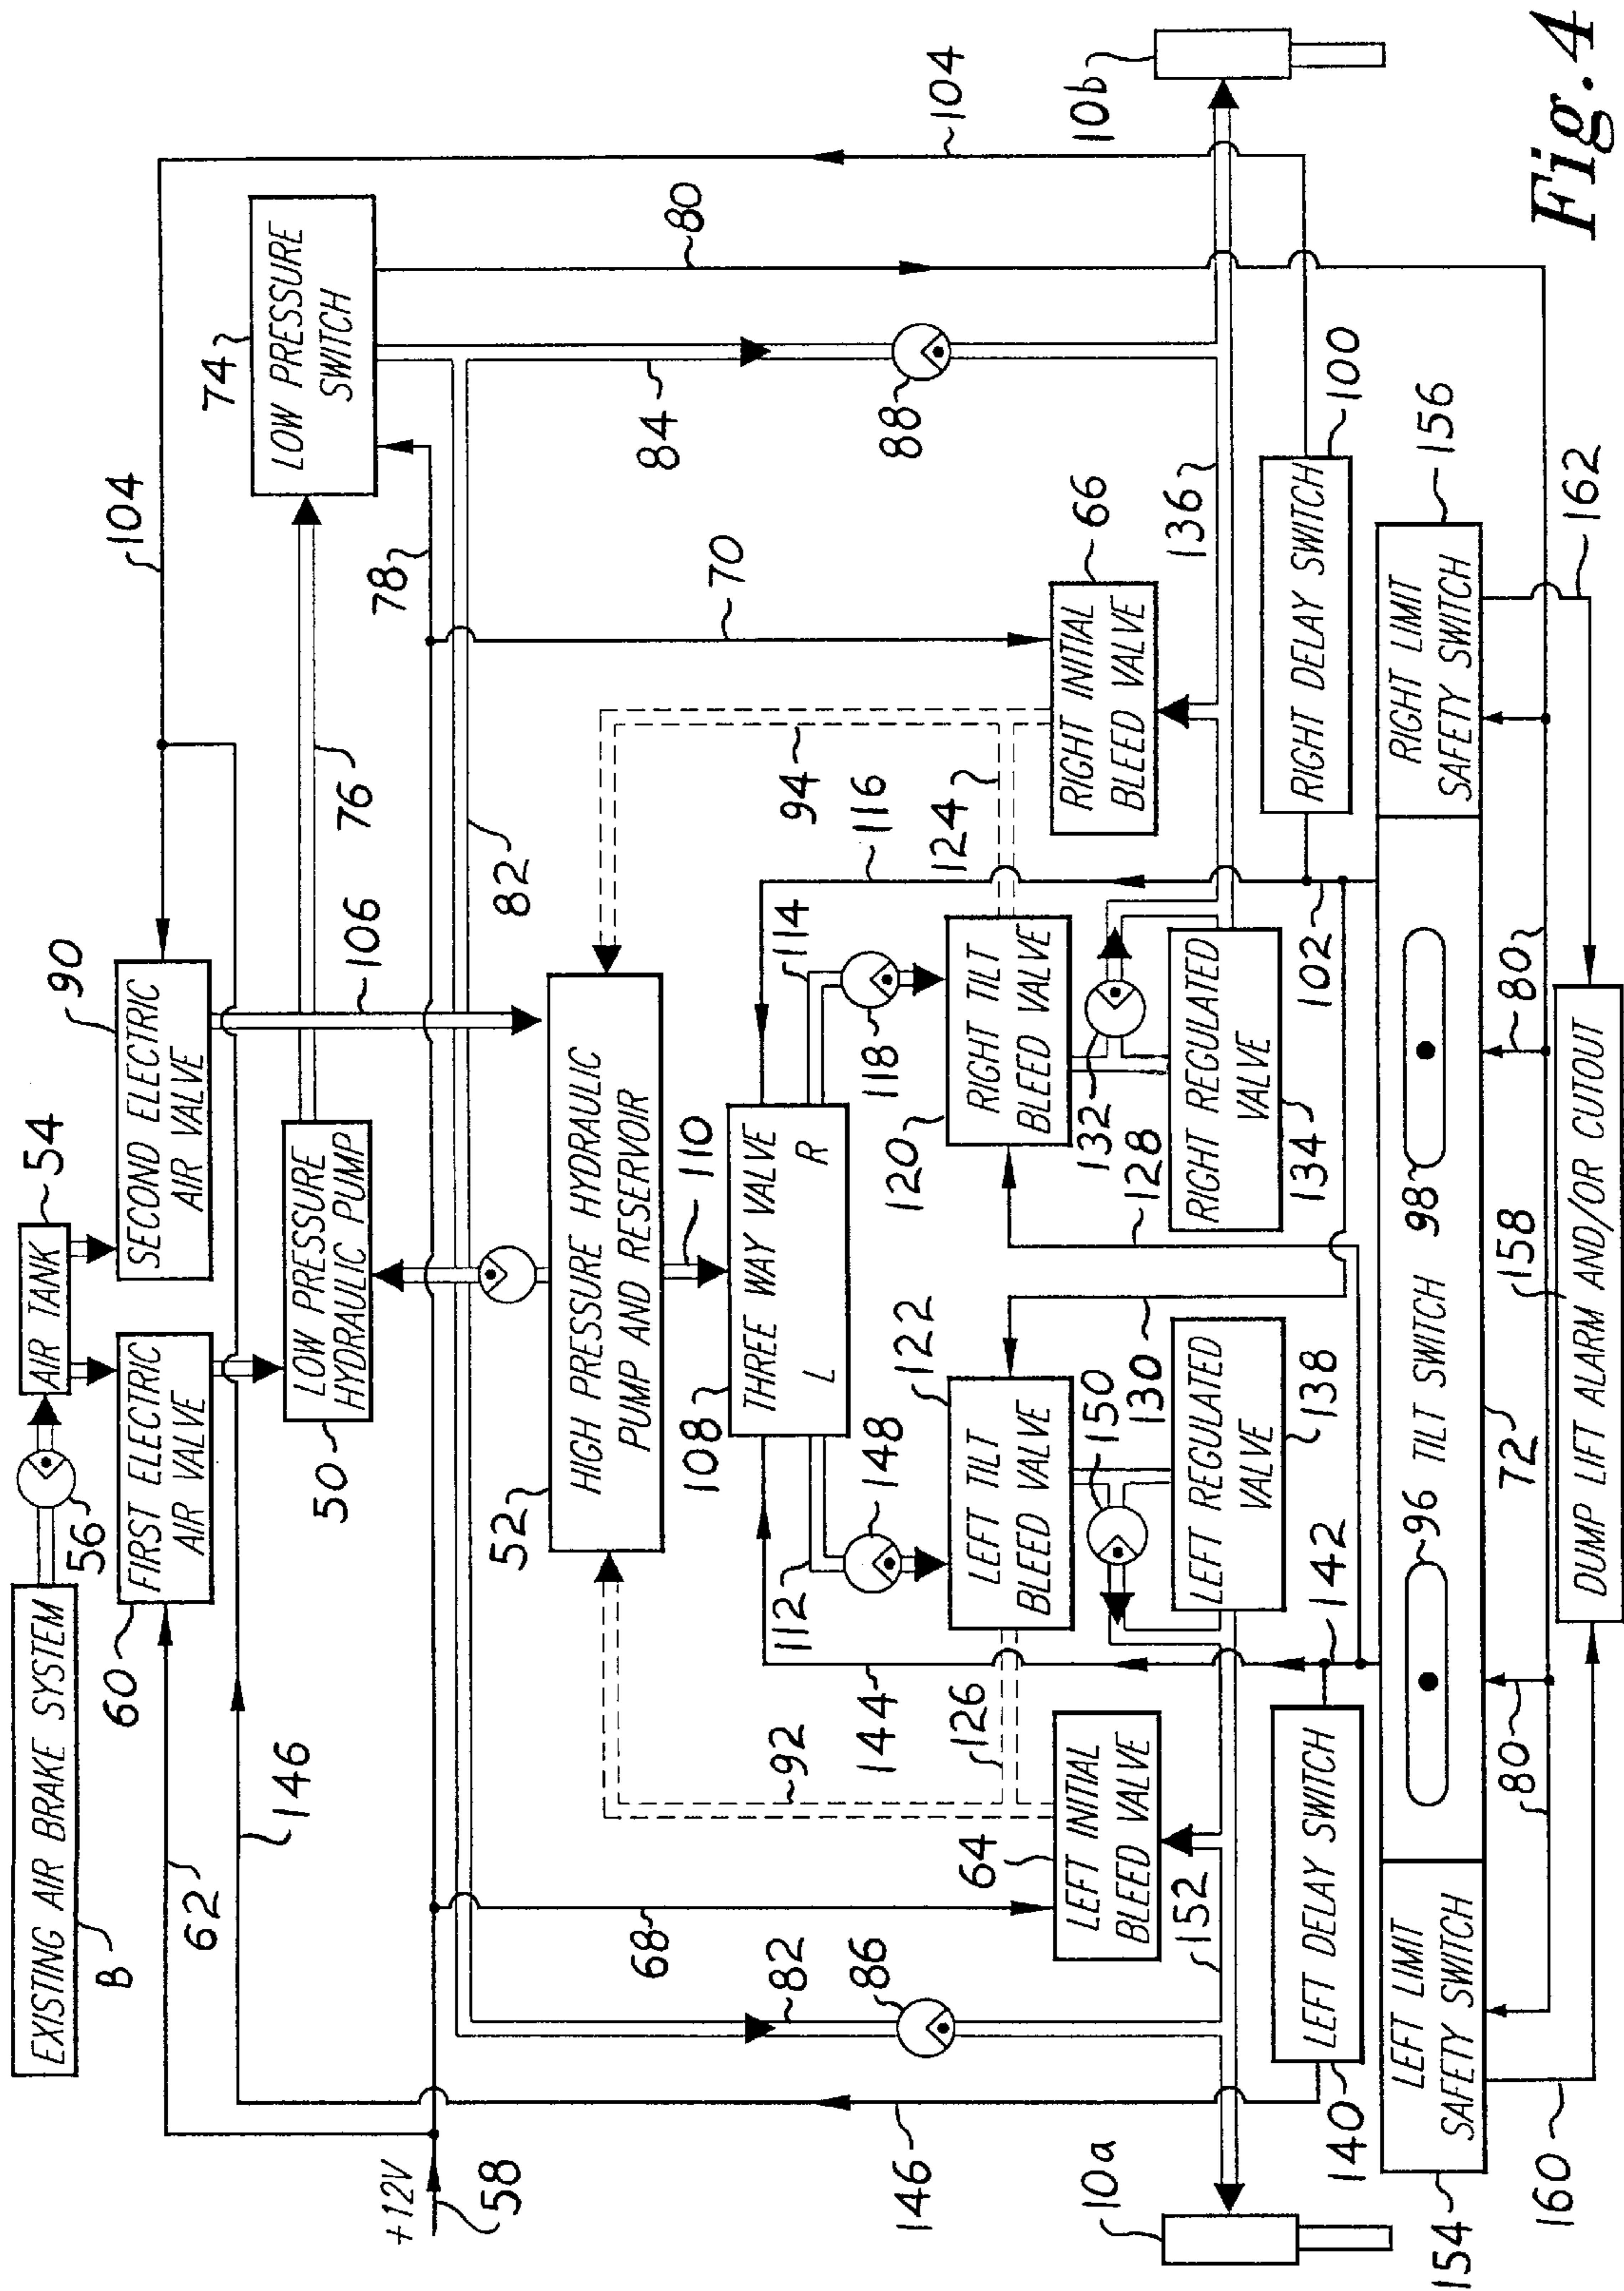 EXISTING AIR BRAKE SYSTEM
B
56
AIR TANK
54
60
FIRST ELECTRIC
AIR VALVE
SECOND ELECTRIC
AIR VALVE
90
104
62
146
50
LOW PRESSURE
HYDRAULIC PUMP
106
76
74
LOW PRESSURE
SWITCH
104
+12V
58
78
82
80
52
HIGH PRESSURE HYDRAULIC
PUMP AND RESERVOIR
68
92
94
70
84
110
108
THREE WAY VALVE
L
R
82
86
88
144
112
148
114
118
116
126
122
LEFT TILT
BLEED VALVE
120
RIGHT TILT
BLEED VALVE
124
64
LEFT INITIAL
BLEED VALVE
66
RIGHT INITIAL
BLEED VALVE
10a
10b
146
152
150
130
132
128
136
LEFT REGULATED
VALVE
138
RIGHT REGULATED
VALVE
134
140
LEFT DELAY SWITCH
142
102
RIGHT DELAY SWITCH
100
154
LEFT LIMIT
SAFETY SWITCH
96
TILT SWITCH
98
RIGHT LIMIT
SAFETY SWITCH
156
160
80
72
158
80
162
DUMP LIFT ALARM AND/OR CUTOUT
Fig. 4